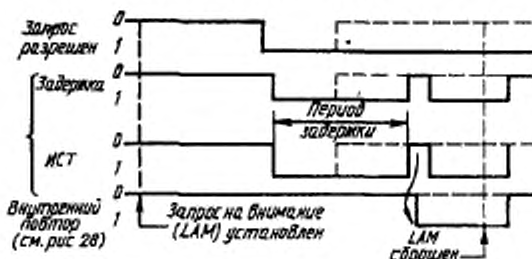 Запрос разрешен
0
1
Задержка
0
1
Период задержки
ИСТ
0
1
Внутренний повтор (см. рис 28)
0
1
Запрос на внимание (LAM) установлен
LAM сброшен